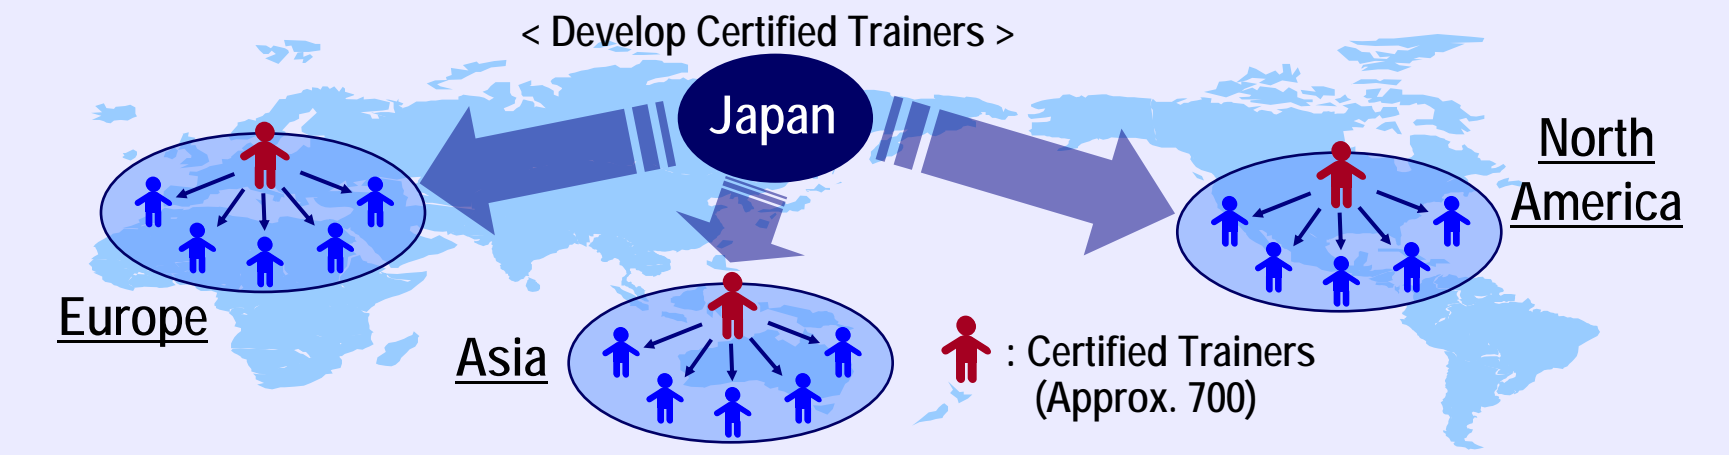 < Develop Certified Trainers >
Japan
North
America
Europe
Asia
: Certified Trainers
(Approx. 700)